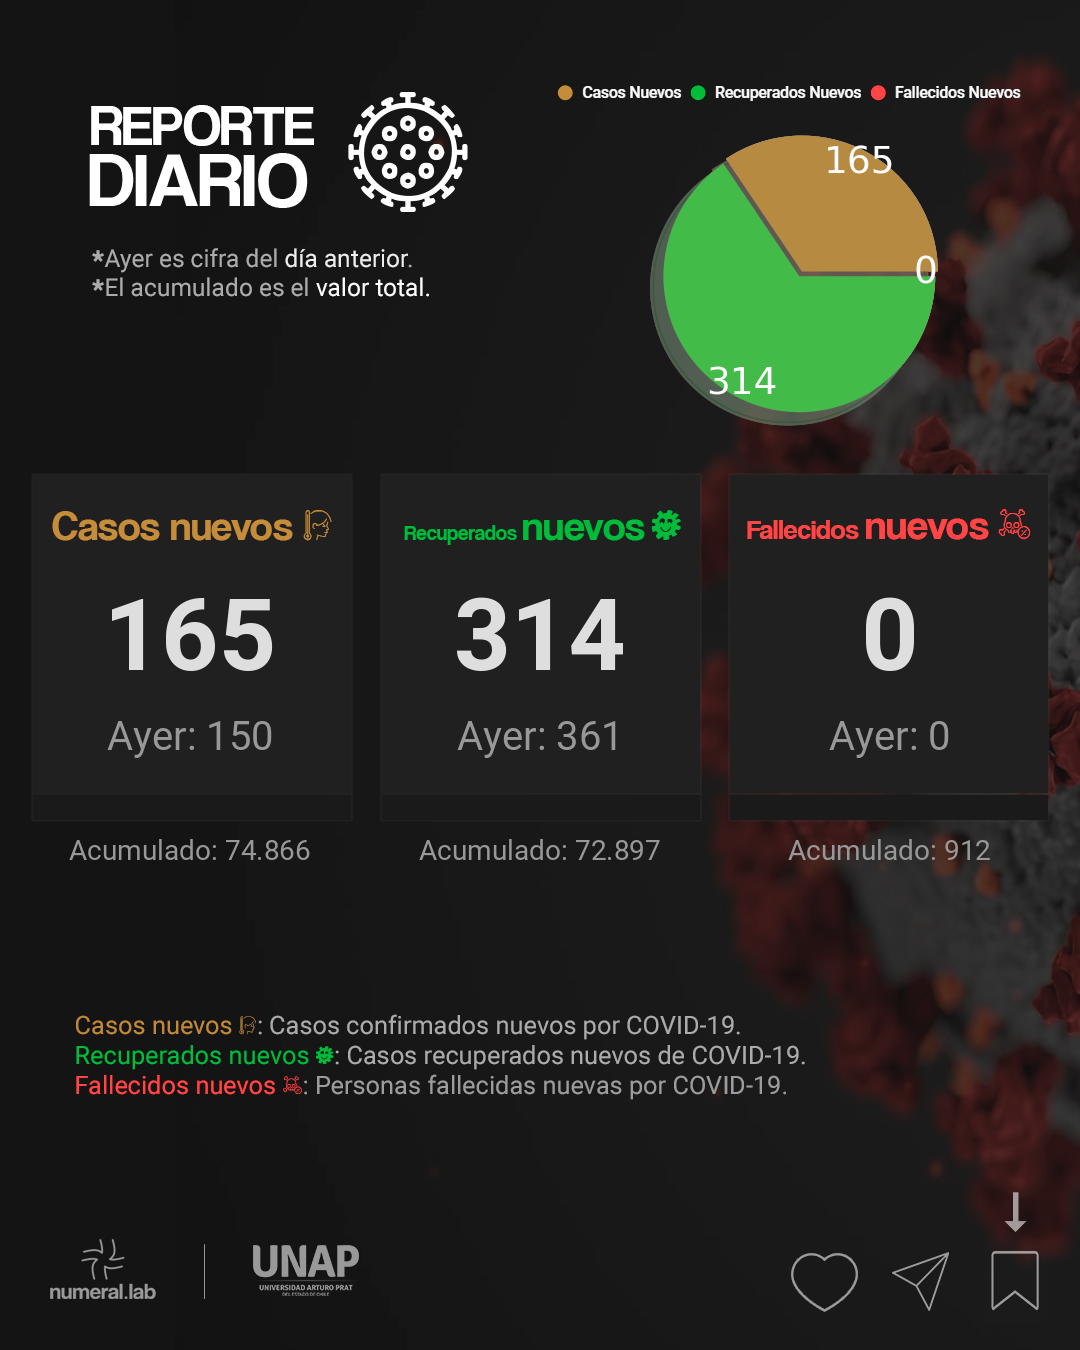 REPORTE
DIARIO
*Ayer es cifra del día anterior.
*El acumulado es el valor total.
Casos Nuevos Recuperados Nuevos Fallecidos Nuevos
165
0
314
Casos nuevos
165
Ayer: 150
Acumulado: 74.866
Recuperados nuevos
314
Ayer: 361
Acumulado: 72.897
Fallecidos nuevos
0
Ayer: 0
Acumulado: 912
Casos nuevos : Casos confirmados nuevos por COVID-19.
Recuperados nuevos : Casos recuperados nuevos de COVID-19.
Fallecidos nuevos : Personas fallecidas nuevas por COVID-19.
numeral.lab
UNAP
UNIVERSIDAD ARTURO PRAT
DEL ESTADO DE CHILE